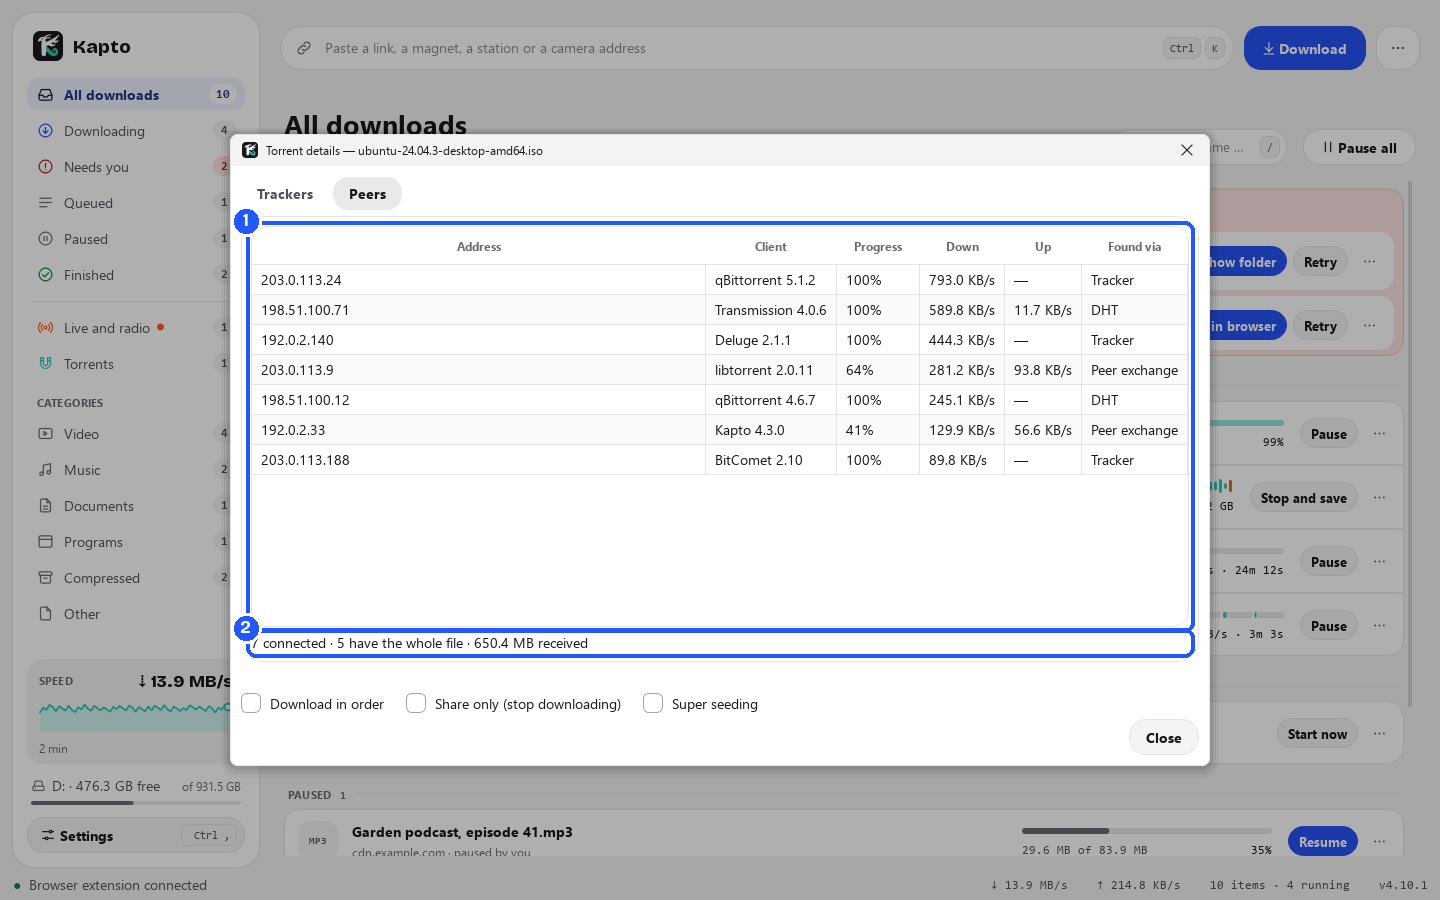 Kapto
Paste a link, a magnet, a station or a camera address
Ctrl K
Download
All downloads 10
Downloading 4
Needs you 2
Queued 1
Paused 1
Finished 2
Live and radio 1
Torrents 1
CATEGORIES
Video 4
Music 2
Documents 1
Programs 1
Compressed 2
Other
SPEED 13.9 MB/s
2 min
D: · 476.3 GB free of 931.5 GB
Settings Ctrl ,
All downloads
/
Pause all
Retry
in browser Retry
99% Pause
GB Stop and save
24m 12s Pause
3m 3s Pause
Start now
Torrent details — ubuntu-24.04.3-desktop-amd64.iso
Trackers Peers
1
Address Client Progress Down Up Found via
203.0.113.24 qBittorrent 5.1.2 100% 793.0 KB/s — Tracker
198.51.100.71 Transmission 4.0.6 100% 589.8 KB/s 11.7 KB/s DHT
192.0.2.140 Deluge 2.1.1 100% 444.3 KB/s — Tracker
203.0.113.9 libtorrent 2.0.11 64% 281.2 KB/s 93.8 KB/s Peer exchange
198.51.100.12 qBittorrent 4.6.7 100% 245.1 KB/s — DHT
192.0.2.33 Kapto 4.3.0 41% 129.9 KB/s 56.6 KB/s Peer exchange
203.0.113.188 BitComet 2.10 100% 89.8 KB/s — Tracker
2
7 connected · 5 have the whole file · 650.4 MB received
Download in order Share only (stop downloading) Super seeding
Close
PAUSED 1
MP3 Garden podcast, episode 41.mp3
cdn.example.com · paused by you
29.6 MB of 83.9 MB 35% Resume
Browser extension connected
↓ 13.9 MB/s ↑ 214.8 KB/s 10 items · 4 running v4.10.1